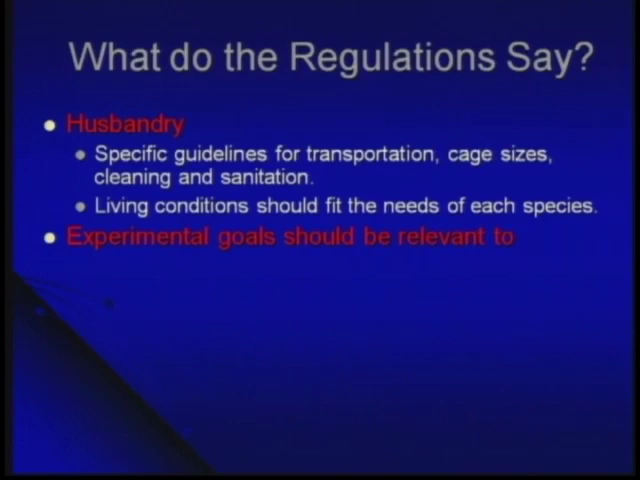 What do the Regulations Say?
Husbandry
Specific guidelines for transportation, cage sizes,
cleaning and sanitation.
Living conditions should fit the needs of each species.
Experimental goals should be relevant to